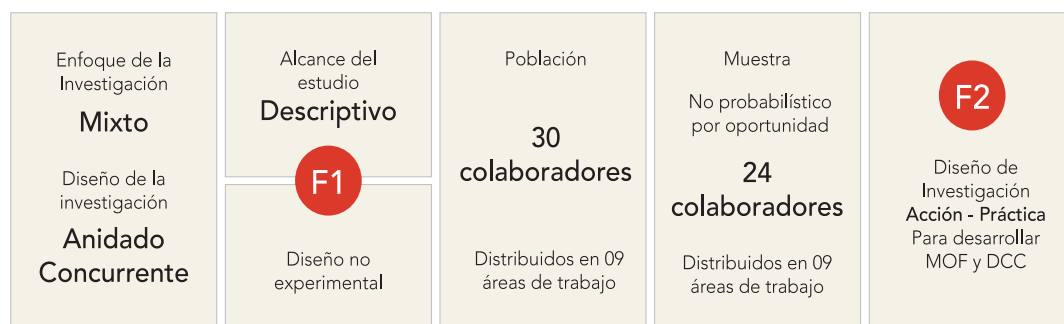 Enfoque de la
Investigación
Mixto
Diseño de la
investigación
Anidado
Concurrente
Alcance del
estudio
Descriptivo
F1
Diseño no
experimental
Población
30
colaboradores
Distribuidos en 09
áreas de trabajo
Muestra
No probabilístico
por oportunidad
24
colaboradores
Distribuidos en 09
áreas de trabajo
F2
Diseño de
Investigación
Acción - Práctica
Para desarrollar
MOF y DCC